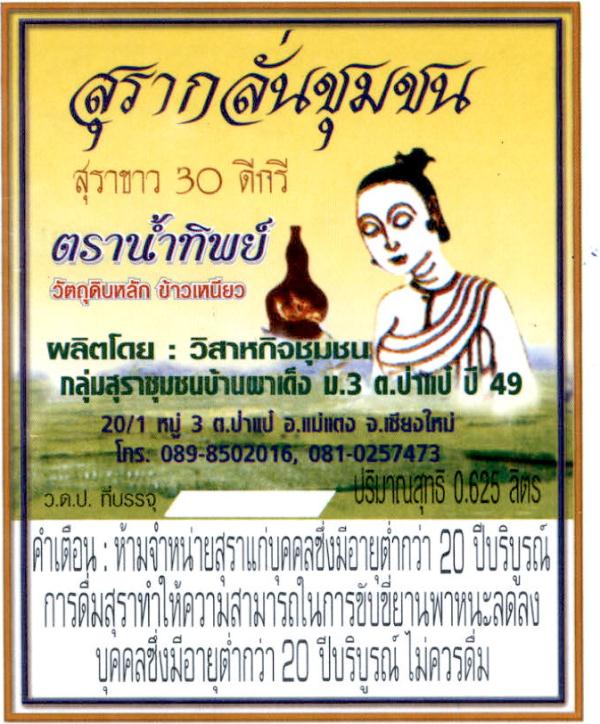 สุรากลั่นชุมชน
สุราขาว 30 ดีกรี
ตราน้ำทิพย์
วัตถุดิบหลัก ข้าวเหนียว
ผลิตโดย : วิสาหกิจชุมชน
กลุ่มสุราชุมชนบ้านผาเด็ง ม.3 ต.ป่าแป๋ ปี 49
20/1 หมู่ 3 ต.ป่าแป๋ อ.แม่แตง จ.เชียงใหม่
โทร. 089-8502016, 081-0257473
ปริมาณสุทธิ 0.625 ลิตร
ว.ด.ป. ที่บรรจุ
คำเตือน : ห้ามจำหน่ายสุราแก่บุคคลซึ่งมีอายุต่ำกว่า 20 ปีบริบูรณ์
การดื่มสุราทำให้ความสามารถในการขับขี่ยานพาหนะลดลง
บุคคลซึ่งมีอายุต่ำกว่า 20 ปีบริบูรณ์ ไม่ควรดื่ม